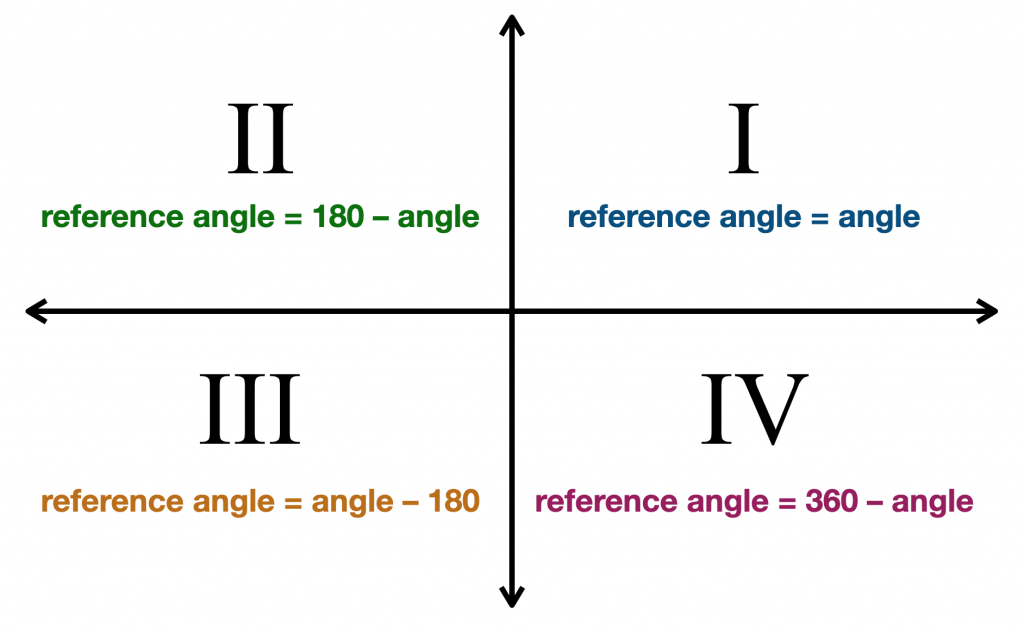 II
reference angle = 180 – angle
I
reference angle = angle
III
reference angle = angle – 180
IV
reference angle = 360 – angle